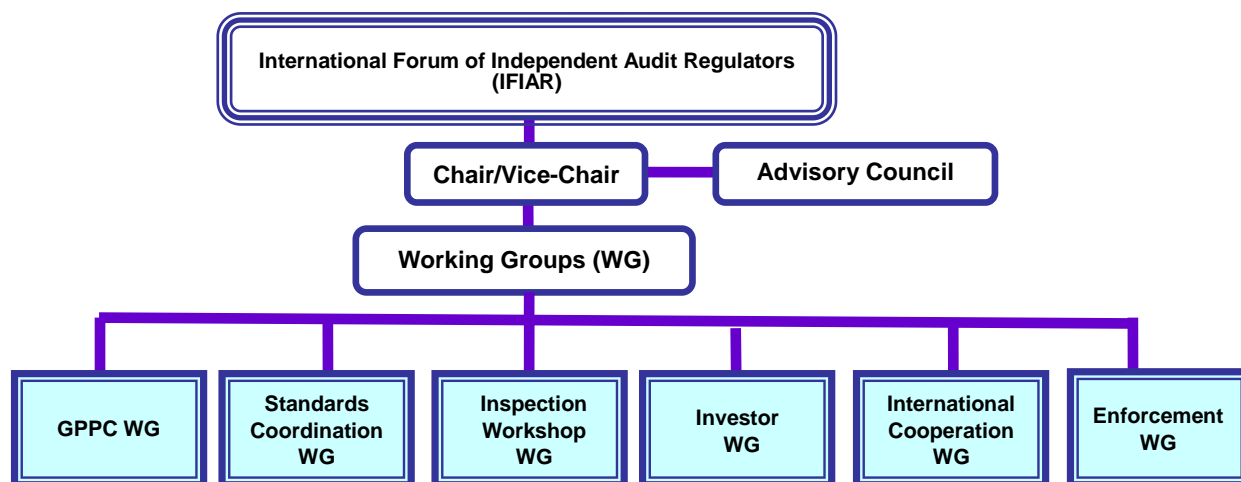 International Forum of Independent Audit Regulators
(IFIAR)
Chair/Vice-Chair
Advisory Council
Working Groups (WG)
GPPC WG
Standards
Coordination
WG
Inspection
Workshop
WG
Investor
WG
International
Cooperation
WG
Enforcement
WG